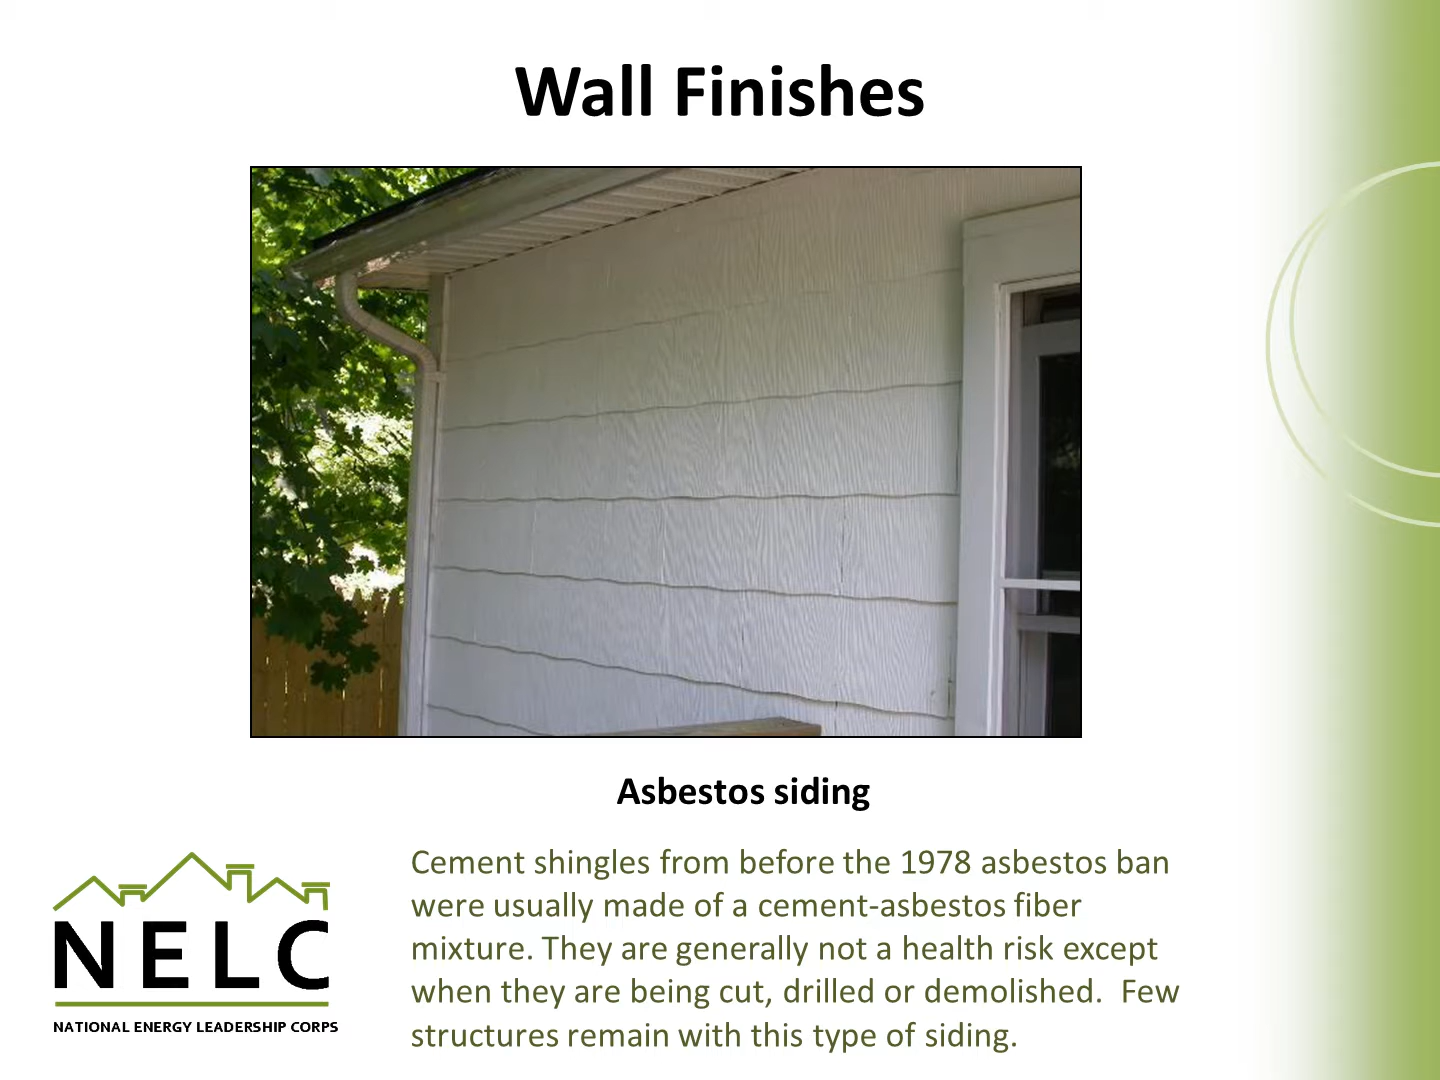 Wall Finishes
Asbestos siding
Cement shingles from before the 1978 asbestos ban
were usually made of a cement-asbestos fiber
mixture. They are generally not a health risk except
when they are being cut, drilled or demolished.  Few
structures remain with this type of siding.
NELC
NATIONAL ENERGY LEADERSHIP CORPS